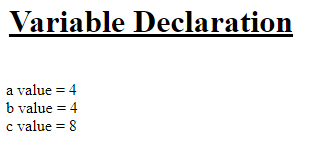 Variable Declaration
a value = 4
b value = 4
c value = 8